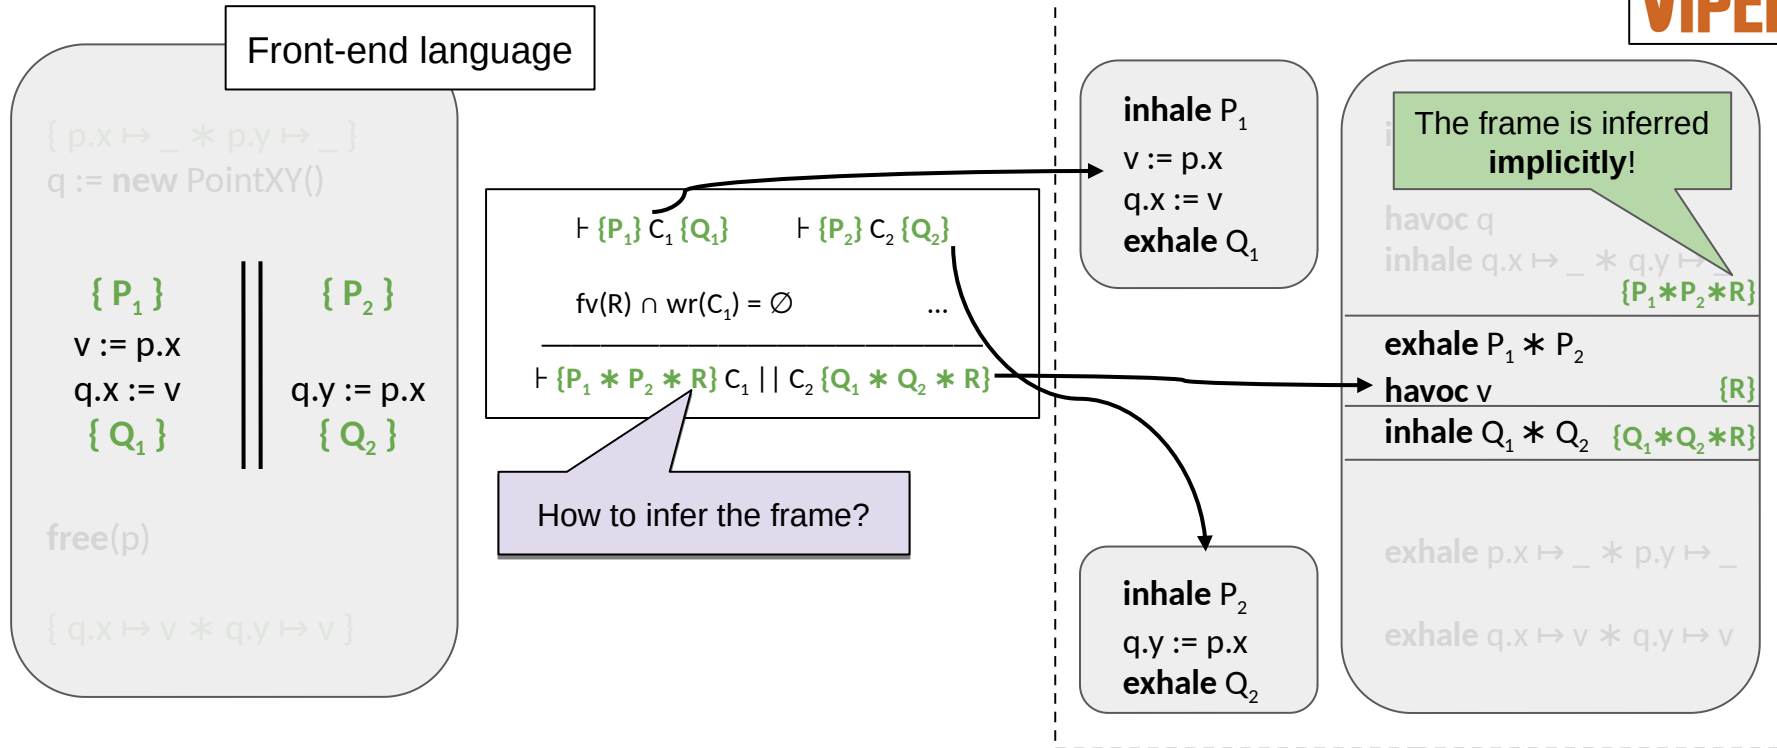 Front-end language
{ p.x ↦ _ ∗ p.y ↦ _ }
q := new PointXY()
{ P1 }
{ P2 }
v := p.x
q.x := v
q.y := p.x
{ Q1 }
{ Q2 }
free(p)
{ q.x ↦ v ∗ q.y ↦ v }
⊦ {P1} C1 {Q1}
⊦ {P2} C2 {Q2}
fv(R) ∩ wr(C1) = ∅
...
⊦ {P1 ∗ P2 ∗ R} C1 || C2 {Q1 ∗ Q2 ∗ R}
How to infer the frame?
inhale P1
v := p.x
q.x := v
exhale Q1
inhale P2
q.y := p.x
exhale Q2
VIPE
The frame is inferred
implicitly!
havoc q
inhale q.x ↦ _ ∗ q.y ↦ _
{P1∗P2∗R}
exhale P1 ∗ P2
havoc v
{R}
inhale Q1 ∗ Q2
{Q1∗Q2∗R}
exhale p.x ↦ _ ∗ p.y ↦ _
exhale q.x ↦ v ∗ q.y ↦ v